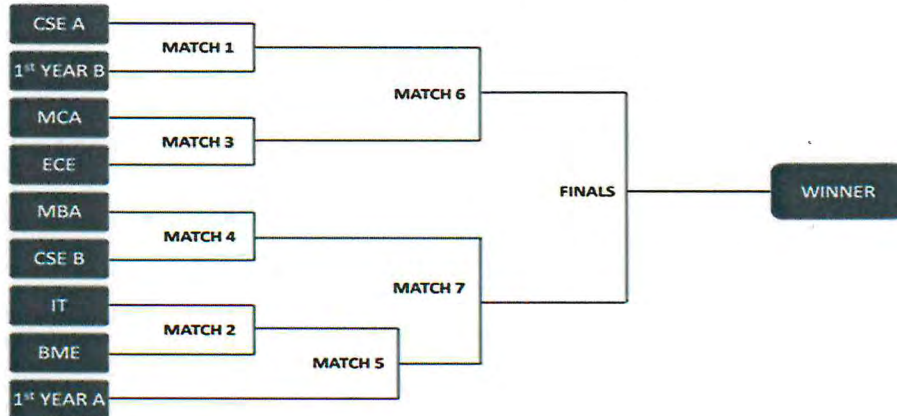 CSE A
MATCH 1
1st YEAR B
MATCH 6
MCA
MATCH 3
ECE
FINALS
WINNER
MBA
MATCH 4
CSE B
MATCH 7
IT
MATCH 2
BME
MATCH 5
1st YEAR A